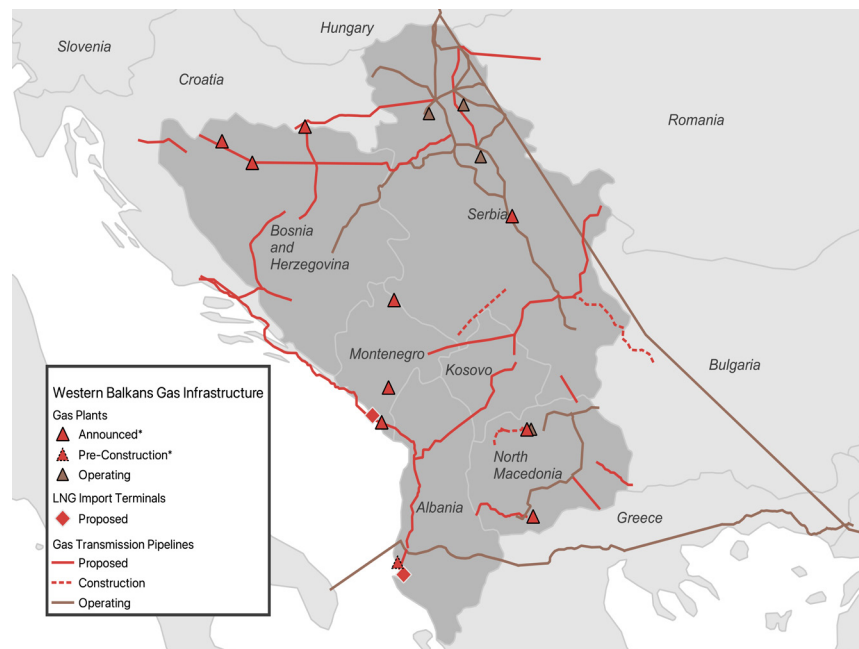 Hungary
Slovenia
Croatia
Romania
Serbia
Bosnia
and
Herzegovina
Montenegro
Kosovo
Bulgaria
North
Macedonia
Albania
Greece
Western Balkans Gas Infrastructure
Gas Plants
Announced*
Pre-Construction*
Operating
LNG Import Terminals
Proposed
Gas Transmission Pipelines
Proposed
Construction
Operating